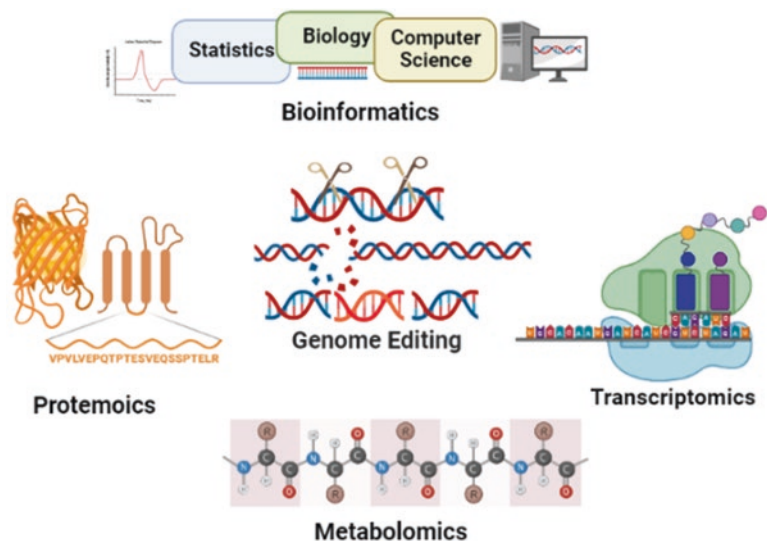 Statistics
Biology
Computer
Science
Bioinformatics
Genome Editing
VPVLVEPQTPTESVEQSSPTELR
Protemoics
Transcriptomics
R
O
H
R
O
N
C
N
C
N
C
N
C
N
C
H
O
R
H
O
R
H
O
Metabolomics